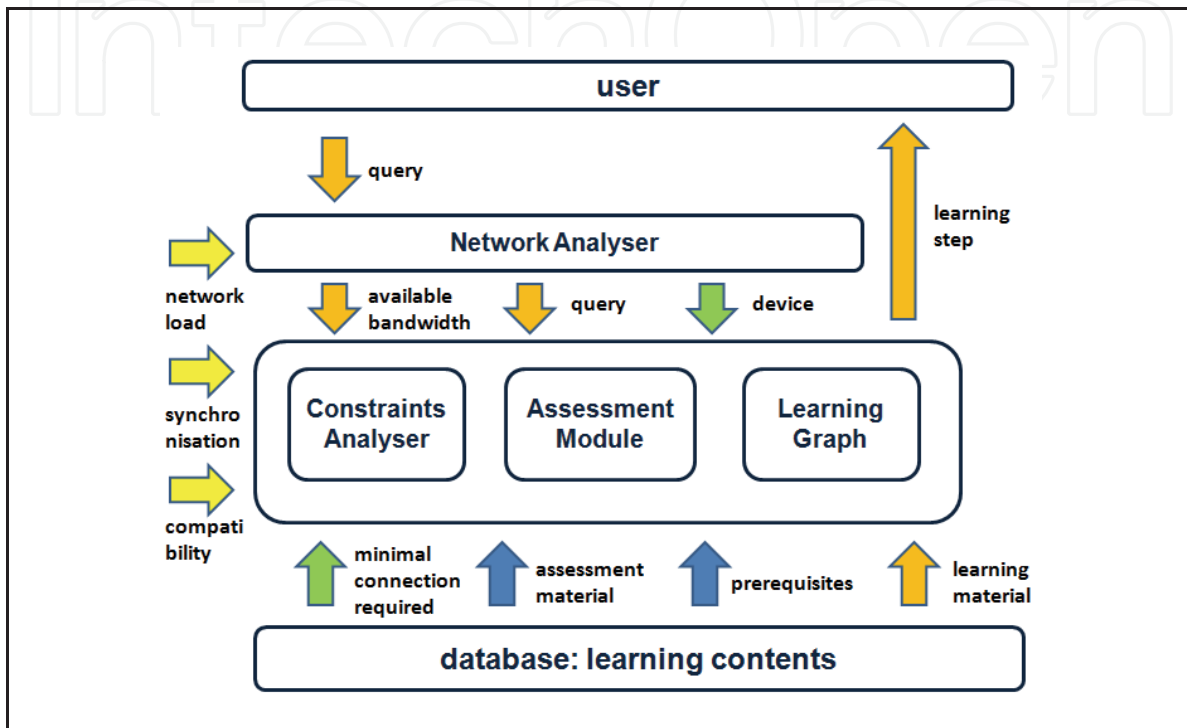 IntechOpen
user
query
learning
step
Network Analyser
network
load
available
bandwidth
query
device
synchro
nisation
Constraints
Analyser
Assessment
Module
Learning
Graph
compati
bility
minimal
connection
required
assessment
material
prerequisites
learning
material
database: learning contents